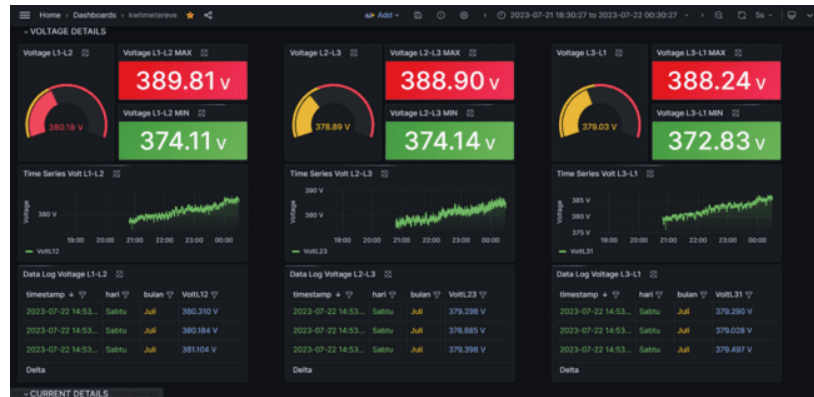 Home › Dashboards › kwhmetereve
Add
2023-07-21 18:30:27 to 2023-07-22 00:30:27
5s
VOLTAGE DETAILS
Voltage L1-L2
380.18 V
Voltage L1-L2 MAX
389.81 V
Voltage L1-L2 MIN
374.11 V
Voltage L2-L3
378.89 V
Voltage L2-L3 MAX
388.90 V
Voltage L2-L3 MIN
374.14 V
Voltage L3-L1
379.03 V
Voltage L3-L1 MAX
388.24 V
Voltage L3-L1 MIN
372.83 V
Time Series Volt L1-L2
Voltage
380 V
19:00 20:00 21:00 22:00 23:00 00:00
VoltL12
Time Series Volt L2-L3
Voltage
390 V
380 V
19:00 20:00 21:00 22:00 23:00 00:00
VoltL23
Time Series Volt L3-L1
Voltage
385 V
380 V
375 V
19:00 20:00 21:00 22:00 23:00 00:00
VoltL31
Data Log Voltage L1-L2
timestamp hari bulan VoltL12
2023-07-22 14:53... Sabtu Juli 380.310 V
2023-07-22 14:53... Sabtu Juli 380.184 V
2023-07-22 14:53... Sabtu Juli 381.104 V
Delta
Data Log Voltage L2-L3
timestamp hari bulan VoltL23
2023-07-22 14:53... Sabtu Juli 379.298 V
2023-07-22 14:53... Sabtu Juli 378.885 V
2023-07-22 14:53... Sabtu Juli 379.398 V
Delta
Data Log Voltage L3-L1
timestamp hari bulan VoltL31
2023-07-22 14:53... Sabtu Juli 379.280 V
2023-07-22 14:53... Sabtu Juli 379.028 V
2023-07-22 14:53... Sabtu Juli 379.497 V
Delta
CURRENT DETAILS